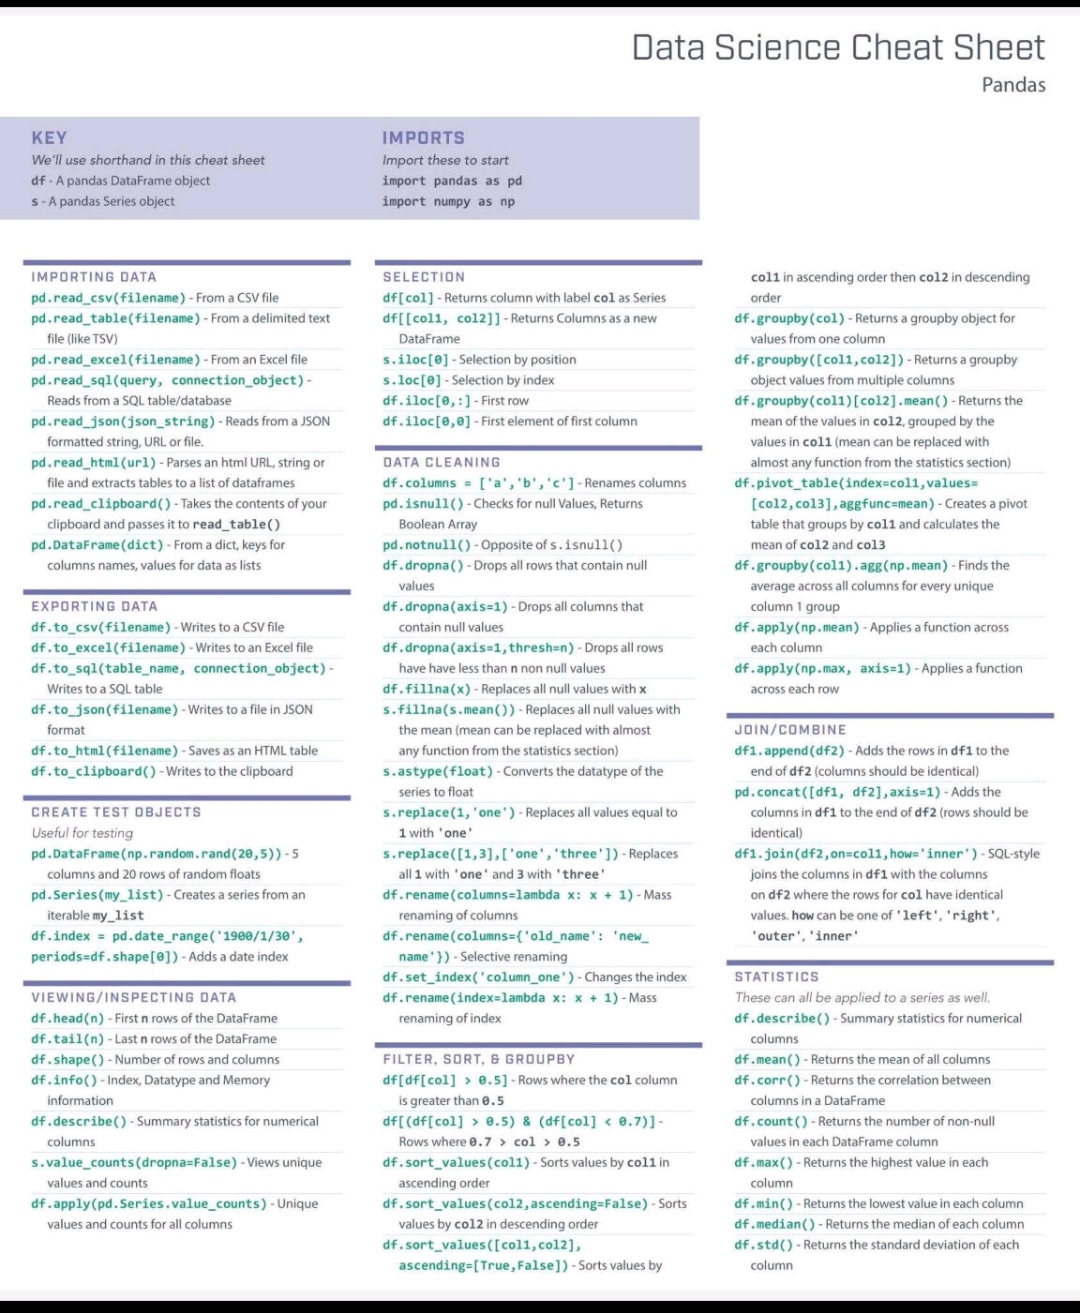 Data Science Cheat Sheet
Pandas
KEY
We'll use shorthand in this cheat sheet
df - A pandas DataFrame object
s - A pandas Series object
IMPORTS
Import these to start
import pandas as pd
import numpy as np
IMPORTING DATA
pd.read_csv(filename) - From a CSV file
pd.read_table(filename) - From a delimited text
file (like TSV)
pd.read_excel(filename) - From an Excel file
pd.read_sql(query, connection_object) -
Reads from a SQL table/database
pd.read_json(json_string) - Reads from a JSON
formatted string, URL or file.
pd.read_html(url) - Parses an html URL, string or
file and extracts tables to a list of dataframes
pd.read_clipboard() - Takes the contents of your
clipboard and passes it to read_table()
pd.DataFrame(dict) - From a dict, keys for
columns names, values for data as lists
EXPORTING DATA
df.to_csv(filename) - Writes to a CSV file
df.to_excel(filename) - Writes to an Excel file
df.to_sql(table_name, connection_object) -
Writes to a SQL table
df.to_json(filename) - Writes to a file in JSON
format
df.to_html(filename) - Saves as an HTML table
df.to_clipboard() - Writes to the clipboard
CREATE TEST OBJECTS
Useful for testing
pd.DataFrame(np.random.rand(20,5)) - 5
columns and 20 rows of random floats
pd.Series(my_list) - Creates a series from an
iterable my_list
df.index = pd.date_range('1900/1/30',
periods=df.shape[0]) - Adds a date index
VIEWING/INSPECTING DATA
df.head(n) - First n rows of the DataFrame
df.tail(n) - Last n rows of the DataFrame
df.shape() - Number of rows and columns
df.info() - Index, Datatype and Memory
information
df.describe() - Summary statistics for numerical
columns
s.value_counts(dropna=False) - Views unique
values and counts
df.apply(pd.Series.value_counts) - Unique
values and counts for all columns
SELECTION
df[col] - Returns column with label col as Series
df[[col1, col2]] - Returns Columns as a new
DataFrame
s.iloc[0] - Selection by position
s.loc[0] - Selection by index
df.iloc[0,:] - First row
df.iloc[0,0] - First element of first column
DATA CLEANING
df.columns = ['a','b','c'] - Renames columns
pd.isnull() - Checks for null Values, Returns
Boolean Array
pd.notnull() - Opposite of s.isnull()
df.dropna() - Drops all rows that contain null
values
df.dropna(axis=1) - Drops all columns that
contain null values
df.dropna(axis=1,thresh=n) - Drops all rows
have have less than n non null values
df.fillna(x) - Replaces all null values with x
s.fillna(s.mean()) - Replaces all null values with
the mean (mean can be replaced with almost
any function from the statistics section)
s.astype(float) - Converts the datatype of the
series to float
s.replace(1,'one') - Replaces all values equal to
1 with 'one'
s.replace([1,3],['one','three']) - Replaces
all 1 with 'one' and 3 with 'three'
df.rename(columns=lambda x: x + 1) - Mass
renaming of columns
df.rename(columns={'old_name': 'new_
name'}) - Selective renaming
df.set_index('column_one') - Changes the index
df.rename(index=lambda x: x + 1) - Mass
renaming of index
FILTER, SORT, & GROUPBY
df[df[col] > 0.5] - Rows where the col column
is greater than 0.5
df[(df[col] > 0.5) & (df[col] < 0.7)] -
Rows where 0.7 > col > 0.5
df.sort_values(col1) - Sorts values by col1 in
ascending order
df.sort_values(col2,ascending=False) - Sorts
values by col2 in descending order
df.sort_values([col1,col2],
ascending=[True,False]) - Sorts values by
col1 in ascending order then col2 in descending
order
df.groupby(col) - Returns a groupby object for
values from one column
df.groupby([col1,col2]) - Returns a groupby
object values from multiple columns
df.groupby(col1)[col2].mean() - Returns the
mean of the values in col2, grouped by the
values in col1 (mean can be replaced with
almost any function from the statistics section)
df.pivot_table(index=col1,values=
[col2,col3],aggfunc=mean) - Creates a pivot
table that groups by col1 and calculates the
mean of col2 and col3
df.groupby(col1).agg(np.mean) - Finds the
average across all columns for every unique
column 1 group
df.apply(np.mean) - Applies a function across
each column
df.apply(np.max, axis=1) - Applies a function
across each row
JOIN/COMBINE
df1.append(df2) - Adds the rows in df1 to the
end of df2 (columns should be identical)
pd.concat([df1, df2],axis=1) - Adds the
columns in df1 to the end of df2 (rows should be
identical)
df1.join(df2,on=col1,how='inner') - SQL-style
joins the columns in df1 with the columns
on df2 where the rows for col have identical
values. how can be one of 'left', 'right',
'outer', 'inner'
STATISTICS
These can all be applied to a series as well.
df.describe() - Summary statistics for numerical
columns
df.mean() - Returns the mean of all columns
df.corr() - Returns the correlation between
columns in a DataFrame
df.count() - Returns the number of non-null
values in each DataFrame column
df.max() - Returns the highest value in each
column
df.min() - Returns the lowest value in each column
df.median() - Returns the median of each column
df.std() - Returns the standard deviation of each
column